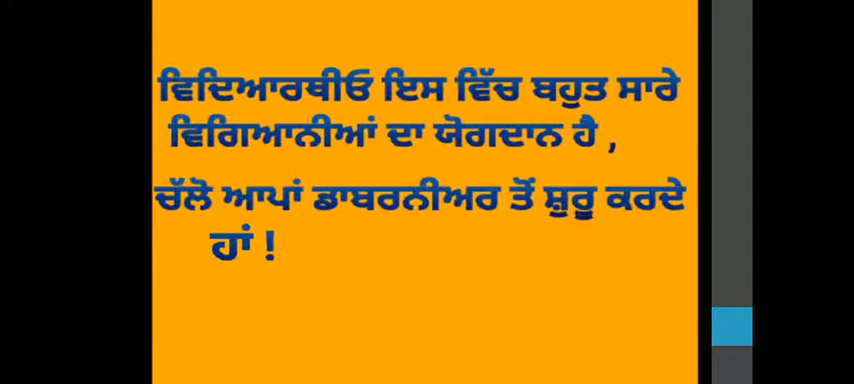 ਵਿਦਿਆਰਥੀਓ ਇਸ ਵਿੱਚ ਬਹੁਤ ਸਾਰੇ
ਵਿਗਿਆਨੀਆਂ ਦਾ ਯੋਗਦਾਨ ਹੈ ,
ਚੱਲੋ ਆਪਾਂ ਡਾਬਰਨੀਅਰ ਤੋਂ ਸ਼ੁਰੂ ਕਰਦੇ
ਹਾਂ !